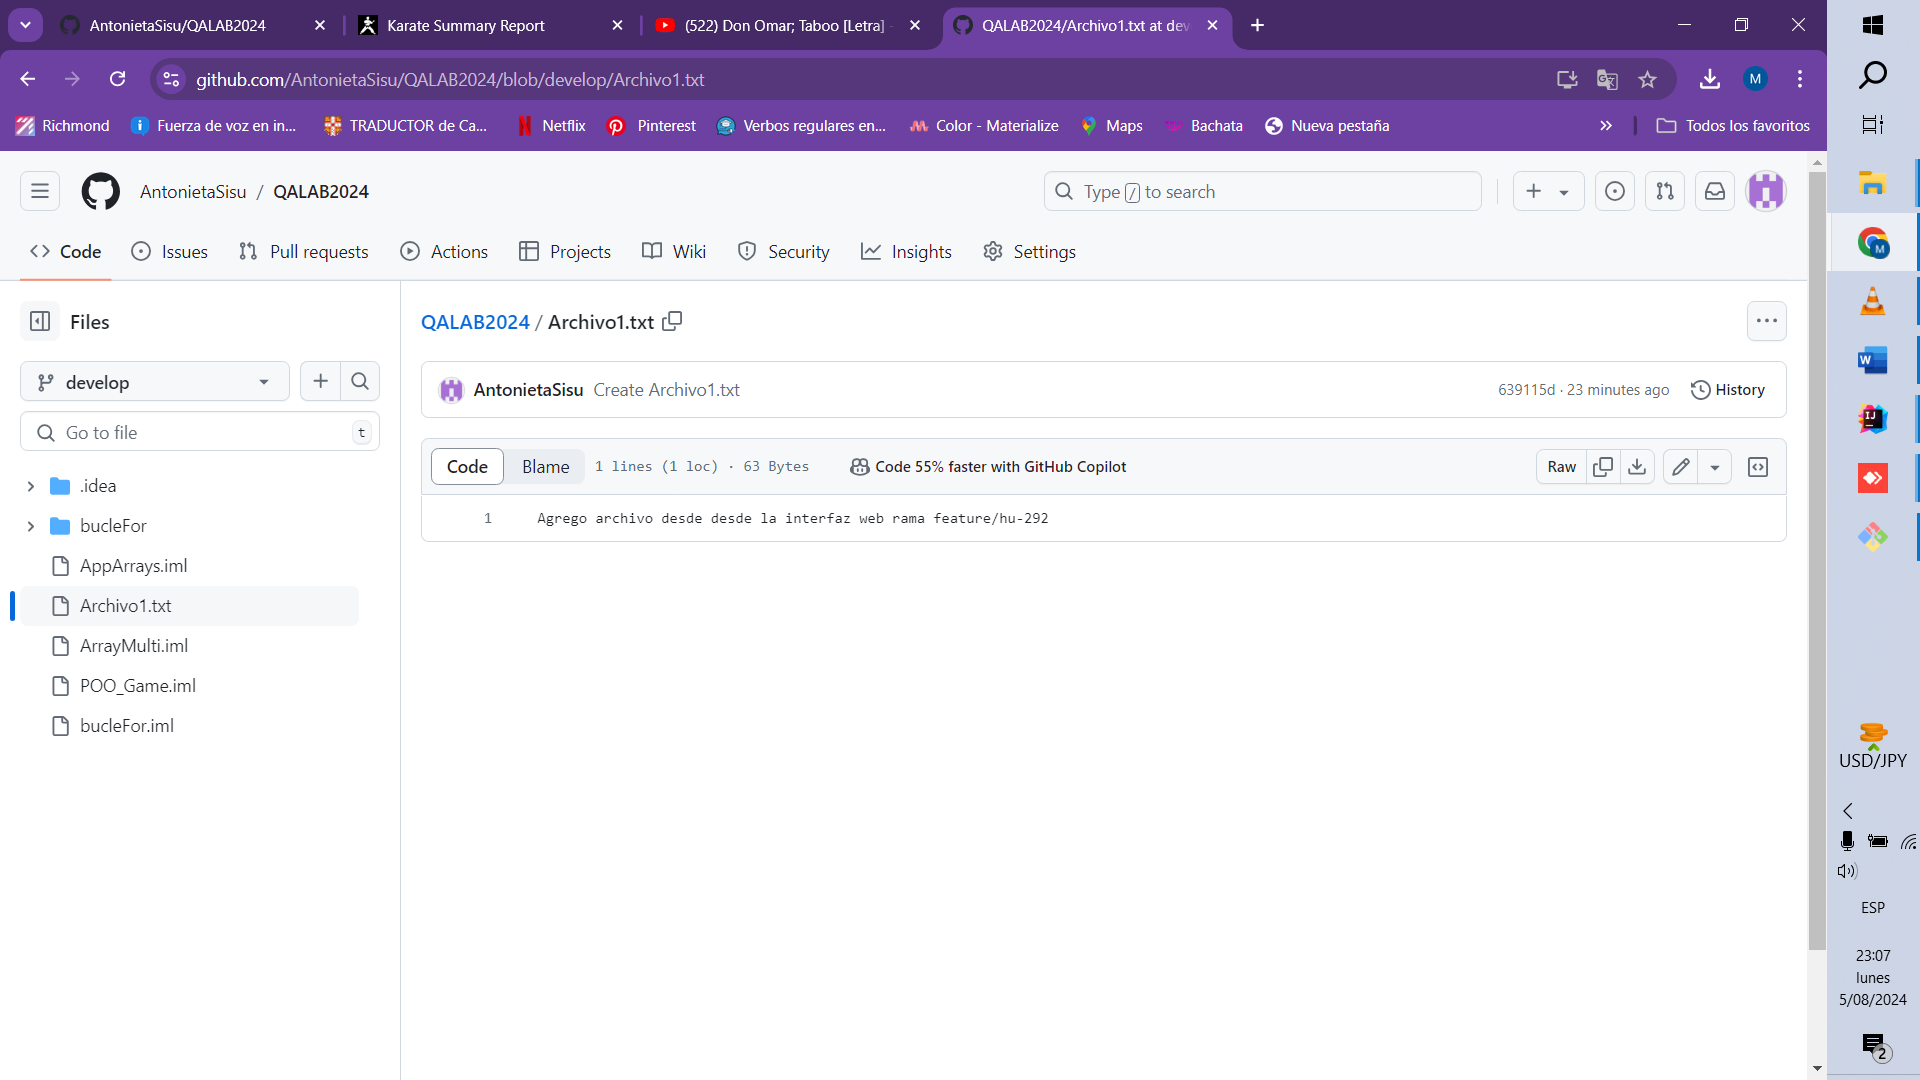 AntonietaSisu/QALAB2024
Karate Summary Report
(522) Don Omar; Taboo [Letra] -
QALAB2024/Archivo1.txt at dev
github.com/AntonietaSisu/QALAB2024/blob/develop/Archivo1.txt
M
Richmond
Fuerza de voz en in...
TRADUCTOR de Ca...
Netflix
Pinterest
Verbos regulares en...
Color - Materialize
Maps
Bachata
Nueva pestaña
Todos los favoritos
AntonietaSisu / QALAB2024
Type / to search
Code
Issues
Pull requests
Actions
Projects
Wiki
Security
Insights
Settings
Files
develop
Go to file
t
.idea
bucleFor
AppArrays.iml
Archivo1.txt
ArrayMulti.iml
POO_Game.iml
bucleFor.iml
QALAB2024 / Archivo1.txt
AntonietaSisu Create Archivo1.txt
639115d · 23 minutes ago
History
Code
Blame
1 lines (1 loc) · 63 Bytes
Code 55% faster with GitHub Copilot
Raw
1 Agrego archivo desde desde la interfaz web rama feature/hu-292
M
W
IJ
USD/JPY
ESP
23:07
lunes
5/08/2024
2